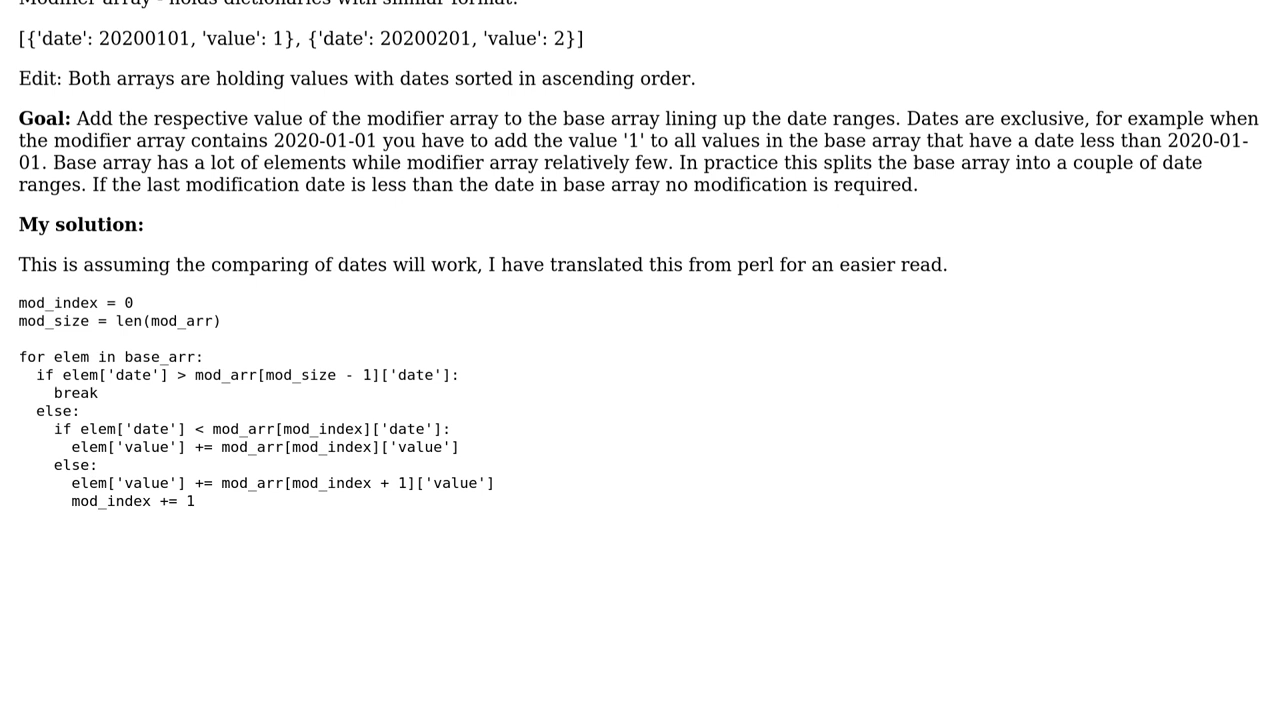 Modifier array - holds dictionaries with similar format:
[{'date': 20200101, 'value': 1}, {'date': 20200201, 'value': 2}]
Edit: Both arrays are holding values with dates sorted in ascending order.
Goal: Add the respective value of the modifier array to the base array lining up the date ranges. Dates are exclusive, for example when
the modifier array contains 2020-01-01 you have to add the value '1' to all values in the base array that have a date less than 2020-01-
01. Base array has a lot of elements while modifier array relatively few. In practice this splits the base array into a couple of date
ranges. If the last modification date is less than the date in base array no modification is required.
My solution:
This is assuming the comparing of dates will work, I have translated this from perl for an easier read.
mod_index = 0
mod_size = len(mod_arr)

for elem in base_arr:
  if elem['date'] > mod_arr[mod_size - 1]['date']:
    break
  else:
    if elem['date'] < mod_arr[mod_index]['date']:
      elem['value'] += mod_arr[mod_index]['value']
    else:
      elem['value'] += mod_arr[mod_index + 1]['value']
      mod_index += 1